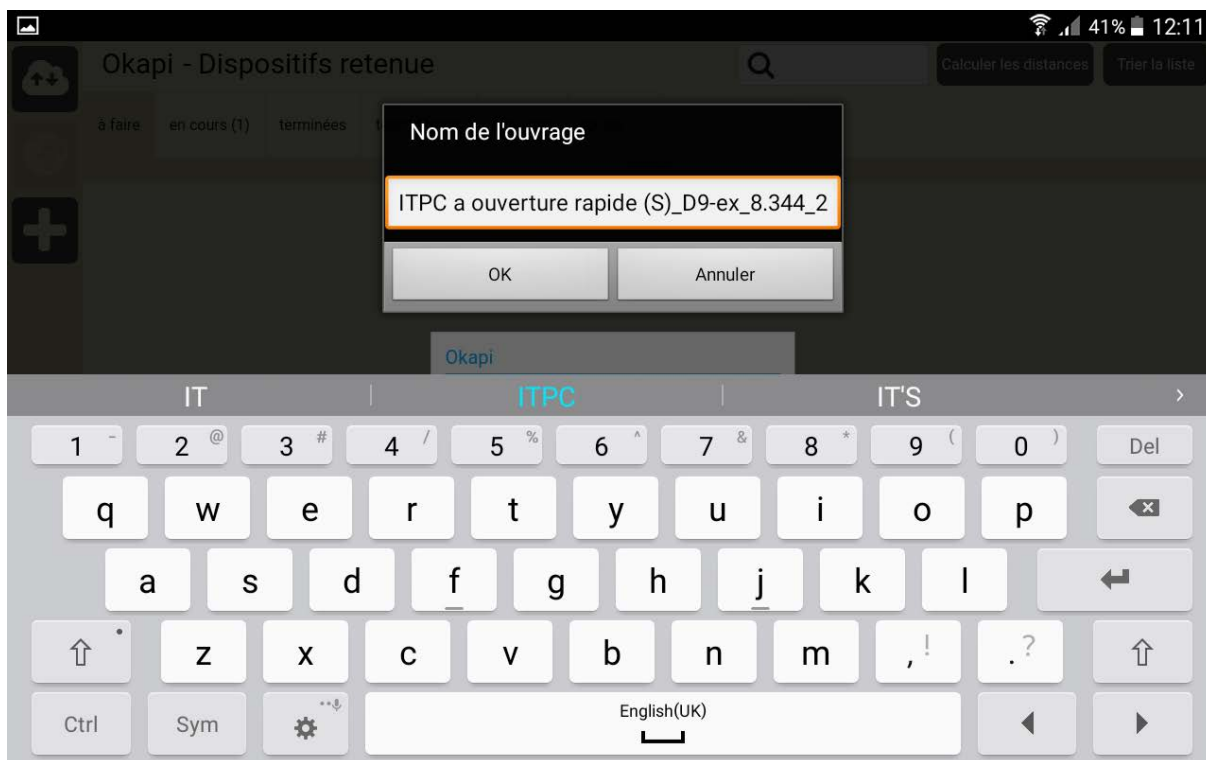 41% 12:11
Okapi - Dispositifs retenue
Calculer les distances
Trier la liste
à faire
en cours (1)
terminées
Nom de l'ouvrage
ITPC a ouverture rapide (S)_D9-ex_8.344_2
OK
Annuler
Okapi
IT
ITPC
IT'S
1 - 2 @ 3 # 4 / 5 % 6 ^ 7 & 8 * 9 ( 0 ) Del
q w e r t y u i o p
a s d f g h j k l
z x c v b n m , ! . ?
Ctrl Sym English(UK)